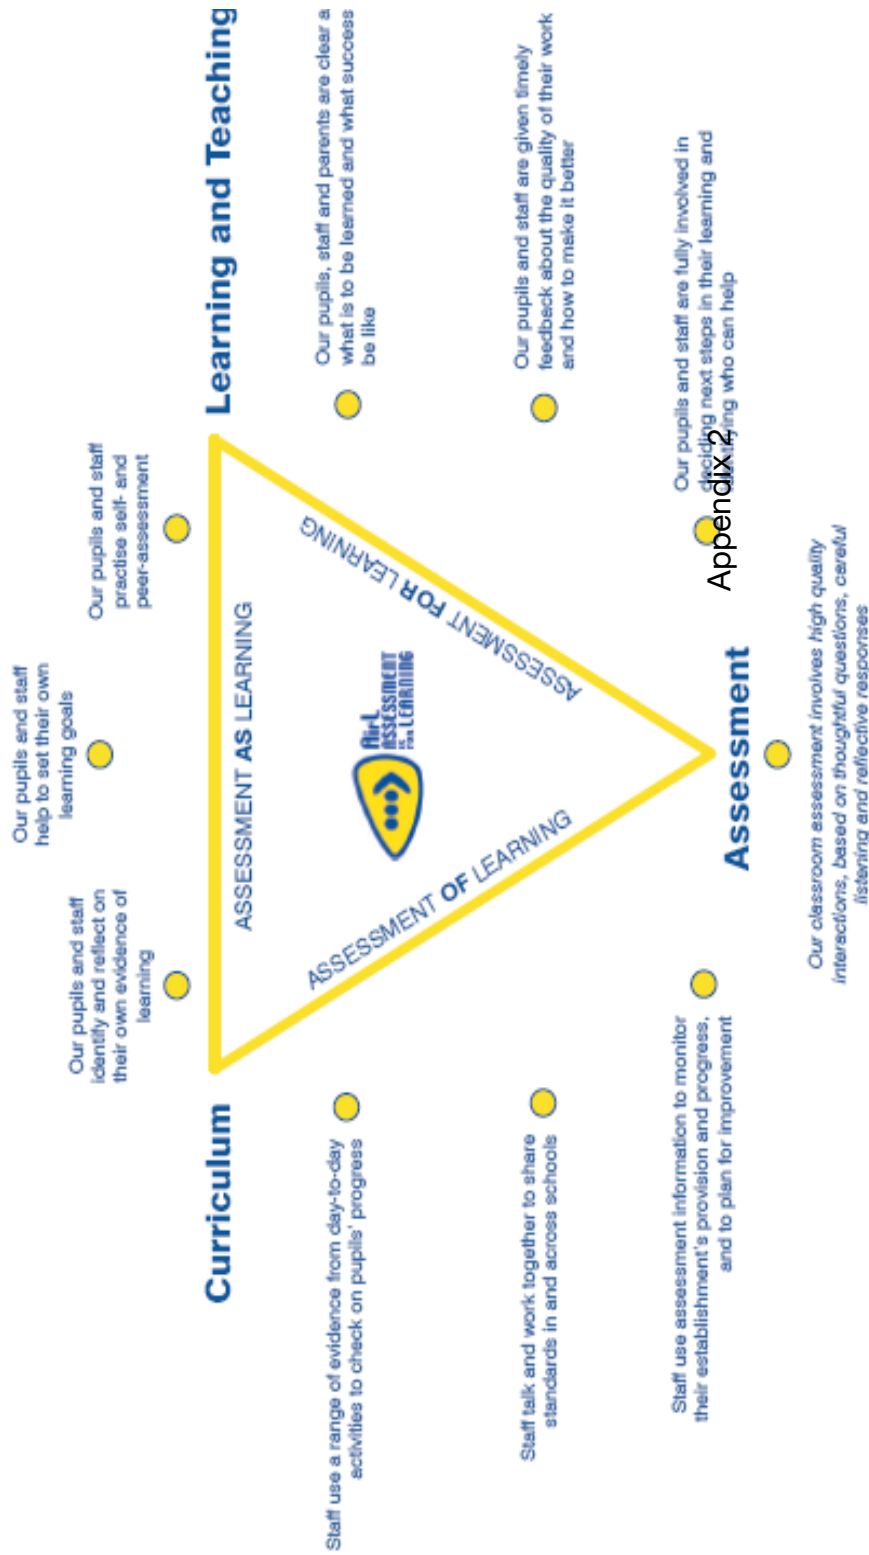 Our pupils and staff
help to set their own
learning goals
Our pupils and staff
identify and reflect on
their own evidence of
learning
Our pupils and staff
practise self- and
peer-assessment
Curriculum
Learning and Teaching
ASSESSMENT AS LEARNING
Staff use a range of evidence from day-to-day
activities to check on pupils' progress
Our pupils, staff and parents are clear a
what is to be learned and what success
be like
ASSESSMENT OF LEARNING
AifL
ASSESSMENT
IS FOR LEARNING
ASSESSMENT FOR LEARNING
Staff talk and work together to share
standards in and across schools
Our pupils and staff are given timely
feedback about the quality of their work
and how to make it better
Staff use assessment information to monitor
their establishment's provision and progress,
and to plan for improvement
Assessment
Our pupils and staff are fully involved in
deciding next steps in their learning and
who can help
Appendix 2
Our classroom assessment involves high quality
interactions, based on thoughtful questions, careful
listening and reflective responses